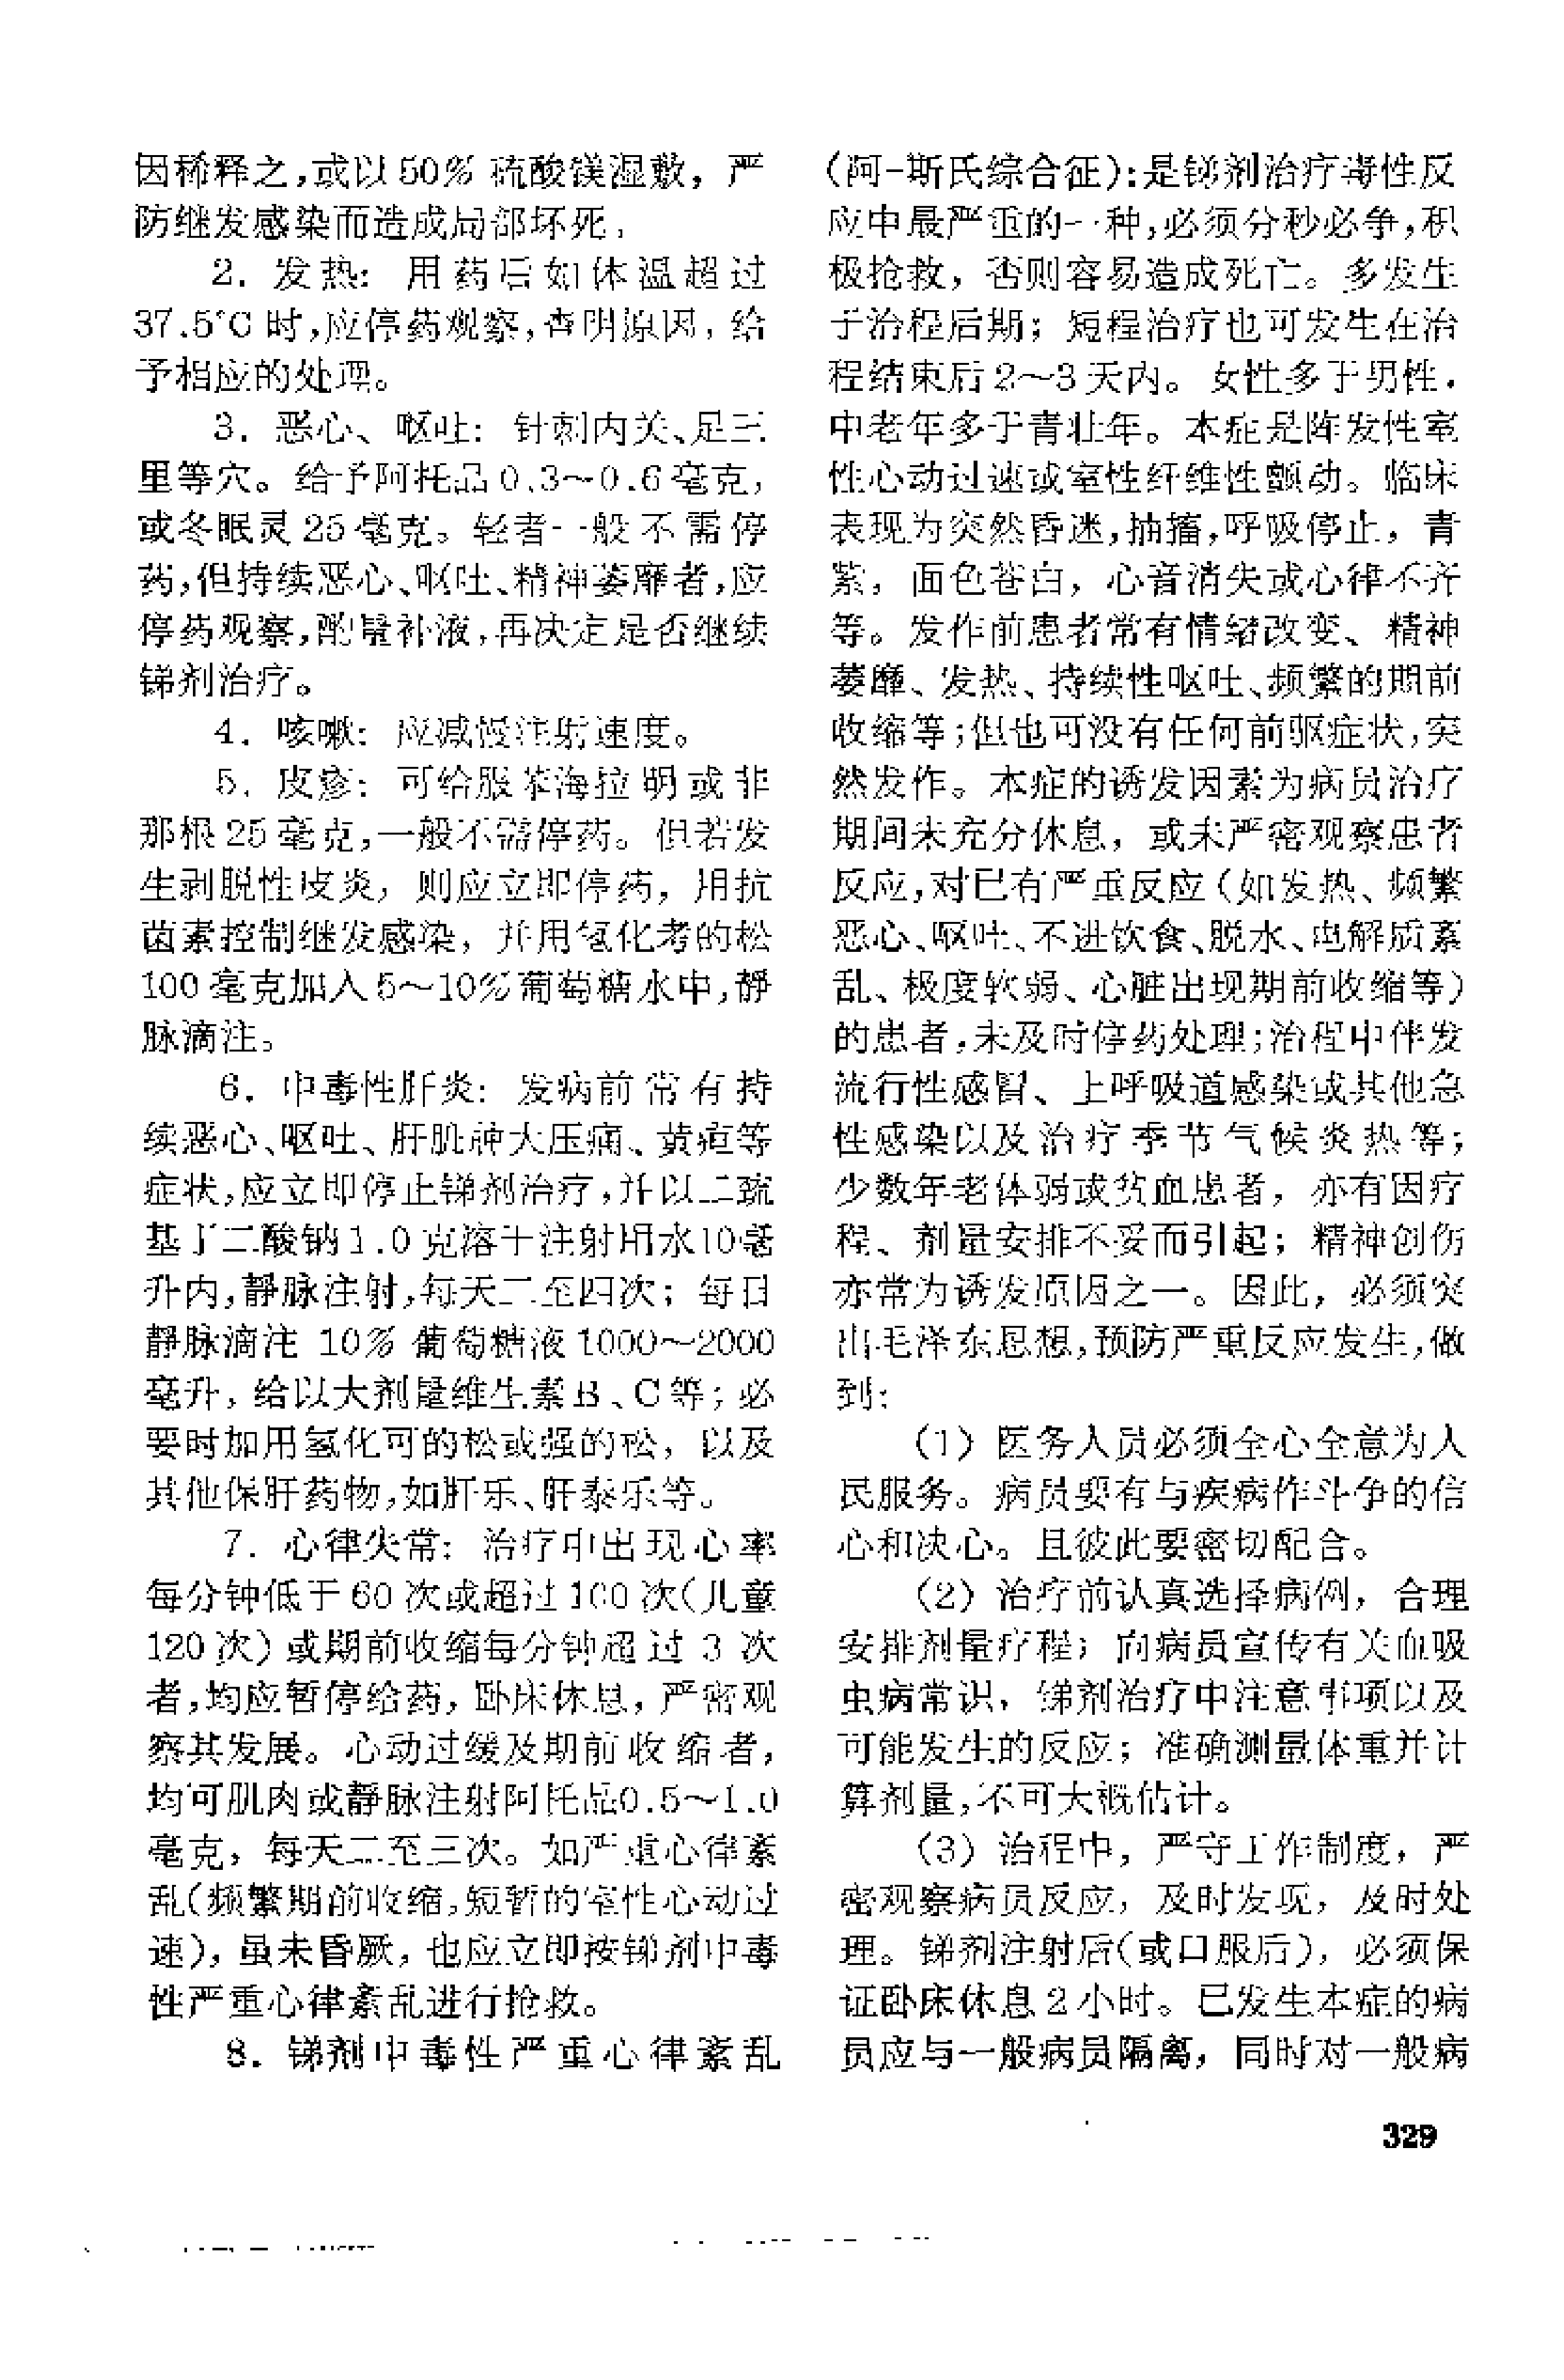 因稀释之,或以50% 硫酸镁湿敷，严
防继发感染而造成局部坏死。
2．发热：用药后如体温超过
37.5℃ 时,应停药观察,查明原因,给
予相应的处理。
3．恶心、呕吐：针刺内关、足三
里等穴。给予阿托品0.3～0.6毫克,
或冬眠灵25毫克。轻者一般不需停
药,但持续恶心、呕吐、精神萎靡者,应
停药观察,酌量补液,再决定是否继续
锑剂治疗。
4．咳嗽：应减慢注射速度。
5．皮疹：可给服苯海拉明或非
那根25毫克,一般不需停药。但若发
生剥脱性皮炎，则应立即停药，用抗
菌素控制继发感染，并用氢化考的松
100毫克加入5～10%葡萄糖水中,静
脉滴注。
6．中毒性肝炎：发病前常有持
续恶心、呕吐、肝脏肿大压痛、黄疸等
症状,应立即停止锑剂治疗,并以二巯
基丁二酸钠1.0克溶于注射用水10毫
升内,静脉注射,每天二至四次；每日
静脉滴注 10% 葡萄糖液1000～2000
毫升，给以大剂量维生素B、C等；必
要时加用氢化可的松或强的松，以及
其他保肝药物,如肝乐、肝泰乐等。
7．心律失常：治疗中出现心率
每分钟低于60次或超过100次(儿童
120次)或期前收缩每分钟超过 3 次
者,均应暂停给药，卧床休息，严密观
察其发展。心动过缓及期前收缩者,
均可肌肉或静脉注射阿托品0.5～1.0
毫克，每天二至三次。如严重心律紊
乱(频繁期前收缩,短暂的室性心动过
速)，虽未昏厥，也应立即按锑剂中毒
性严重心律紊乱进行抢救。
8．锑剂中毒性严重心律紊乱
(阿-斯氏综合征):是锑剂治疗毒性反
应中最严重的一种,必须分秒必争,积
极抢救，否则容易造成死亡。多发生
于治程后期；短程治疗也可发生在治
程结束后2～3天内。女性多于男性,
中老年多于青壮年。本症是阵发性室
性心动过速或室性纤维性颤动。临床
表现为突然昏迷,抽搐,呼吸停止，青
紫，面色苍白，心音消失或心律不齐
等。发作前患者常有情绪改变、精神
萎靡、发热、持续性呕吐、频繁的期前
收缩等;但也可没有任何前驱症状,突
然发作。本症的诱发因素为病员治疗
期间未充分休息，或未严密观察患者
反应,对已有严重反应(如发热、频繁
恶心、呕吐、不进饮食、脱水、电解质紊
乱、极度软弱、心脏出现期前收缩等)
的患者,未及时停药处理;治程中伴发
流行性感冒、上呼吸道感染或其他急
性感染以及治疗季节气候炎热等；
少数年老体弱或贫血患者，亦有因疗
程、剂量安排不妥而引起；精神创伤
亦常为诱发原因之一。因此，必须突
出毛泽东思想,预防严重反应发生,做
到：
(1) 医务人员必须全心全意为人
民服务。病员要有与疾病作斗争的信
心和决心。且彼此要密切配合。
(2) 治疗前认真选择病例，合理
安排剂量疗程；向病员宣传有关血吸
虫病常识，锑剂治疗中注意事项以及
可能发生的反应；准确测量体重并计
算剂量,不可大概估计。
(3) 治程中，严守工作制度，严
密观察病员反应，及时发现，及时处
理。锑剂注射后(或口服后)，必须保
证卧床休息2小时。已发生本症的病
员应与一般病员隔离，同时对一般病
329